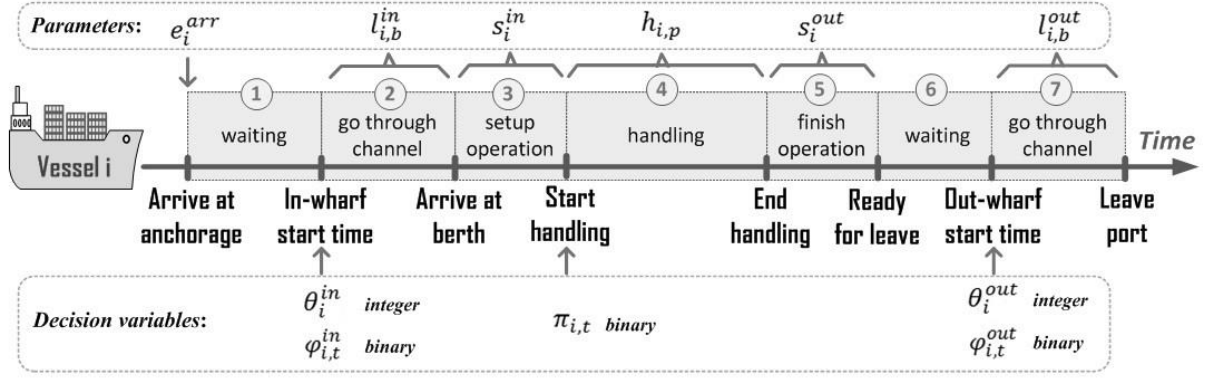 Parameters: e_i^{arr} l_{i,b}^{in} s_i^{in} h_{i,p} s_i^{out} l_{i,b}^{out}
1 2 3 4 5 6 7
waiting go through channel setup operation handling finish operation waiting go through channel
Time
Vessel i
Arrive at anchorage In-wharf start time Arrive at berth Start handling End handling Ready for leave Out-wharf start time Leave port
Decision variables:
θ_i^{in} integer
φ_{i,t}^{in} binary
π_{i,t} binary
θ_i^{out} integer
φ_{i,t}^{out} binary